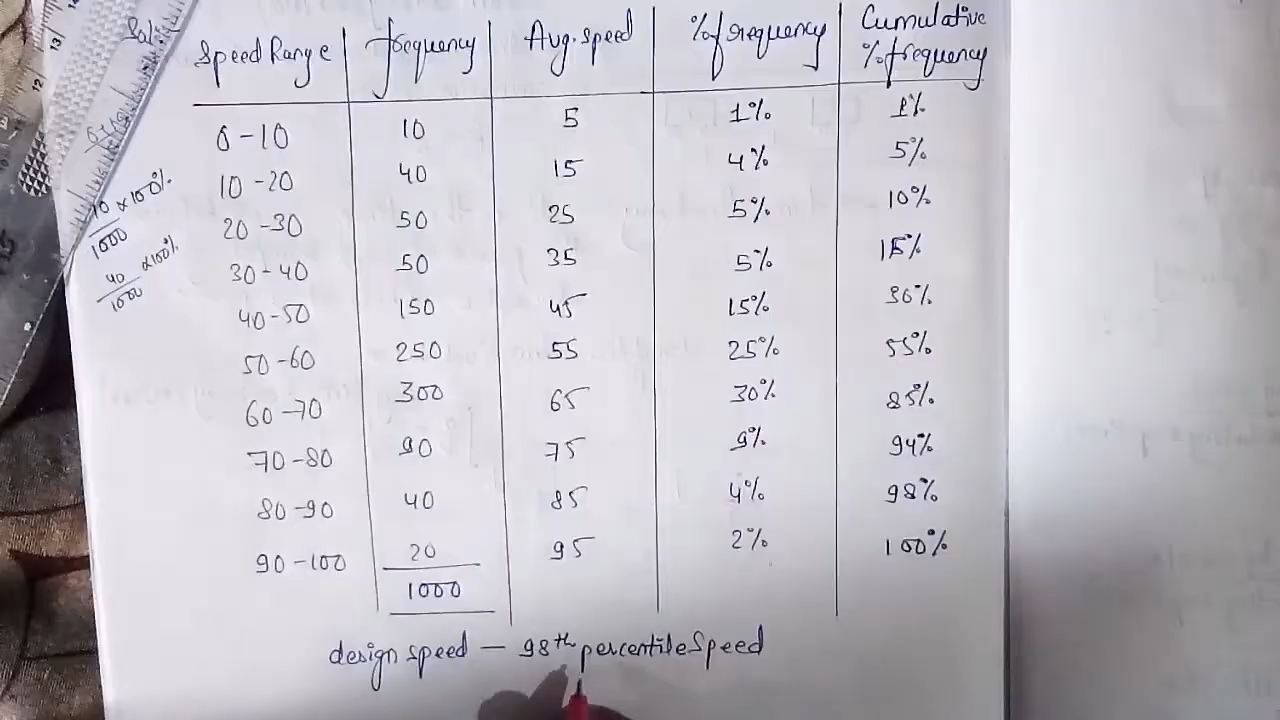 Speed Range frequency Avg. speed % frequency Cumulative % frequency
0-10 10 5 1% 1%
10-20 40 15 4% 5%
20-30 50 25 5% 10%
30-40 50 35 5% 15%
40-50 150 45 15% 30%
50-60 250 55 25% 55%
60-70 300 65 30% 85%
70-80 90 75 9% 94%
80-90 40 85 4% 98%
90-100 20 95 2% 100%
1000
design speed — 98th percentile Speed
10/1000 x 100%
40/1000 x100%
13
12